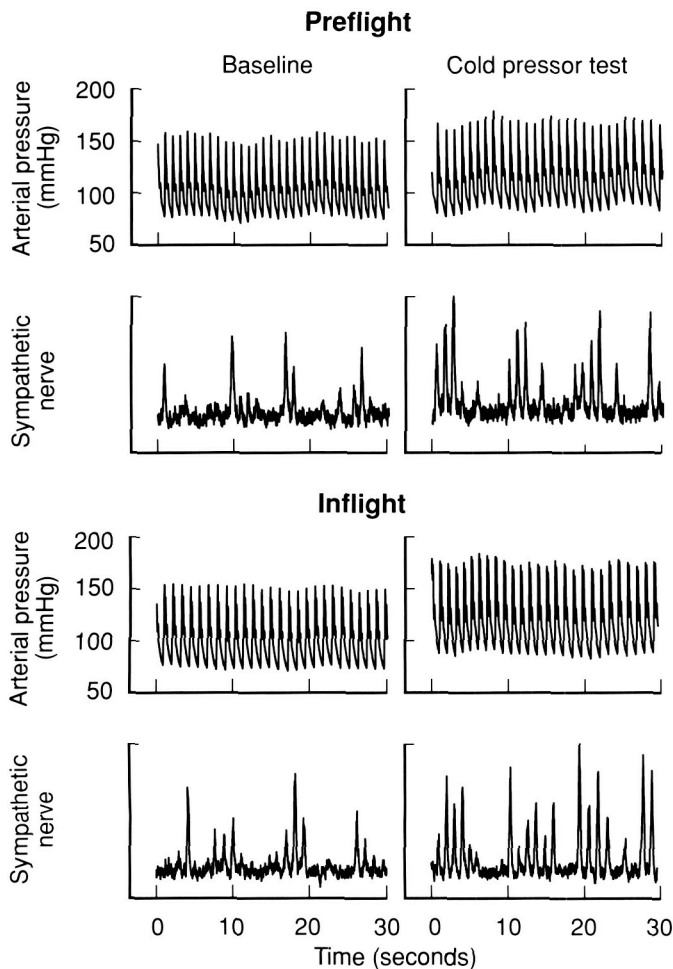 Preflight
Baseline
Cold pressor test
Arterial pressure
(mmHg)
200
150
100
50
Sympathetic
nerve
Inflight
Arterial pressure
(mmHg)
200
150
100
50
Sympathetic
nerve
0 10 20 30 0 10 20 30
Time (seconds)